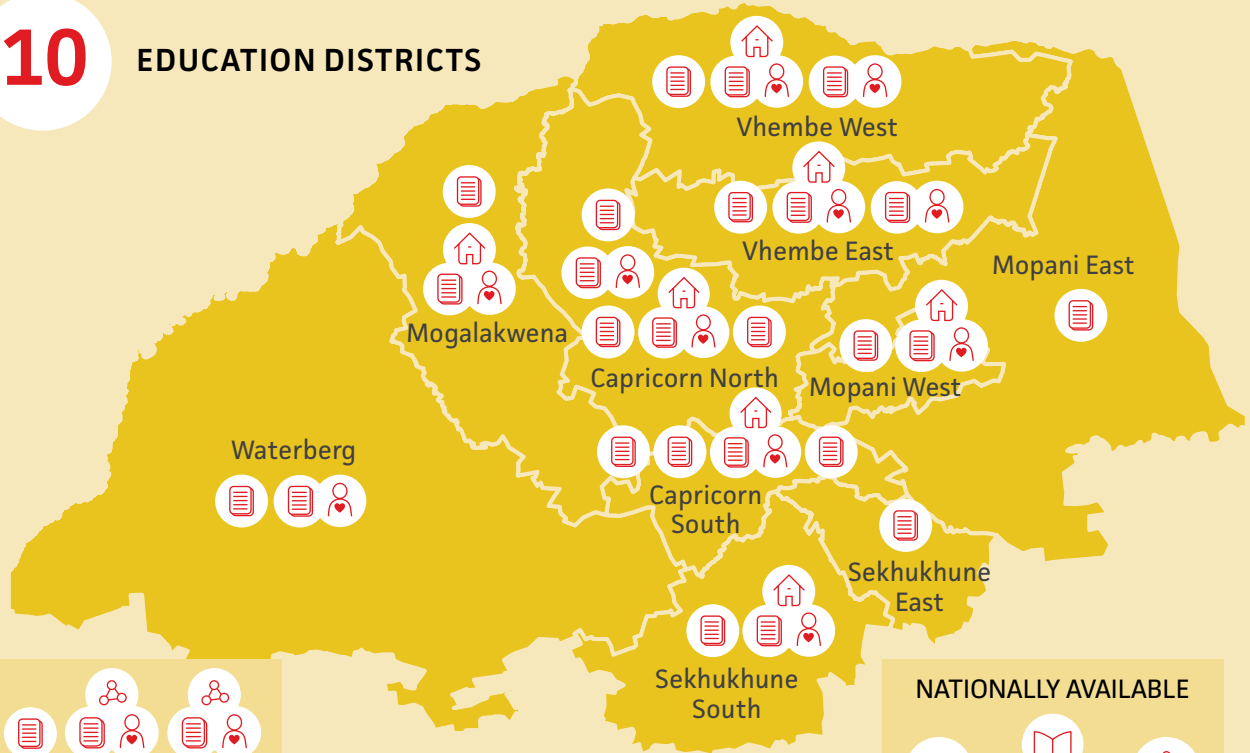 10
EDUCATION DISTRICTS
Vhembe West
Vhembe East
Mopani East
Mogalakwena
Capricorn North
Mopani West
Waterberg
Capricorn
South
Sekhukhune
East
Sekhukhune
South
NATIONALLY AVAILABLE